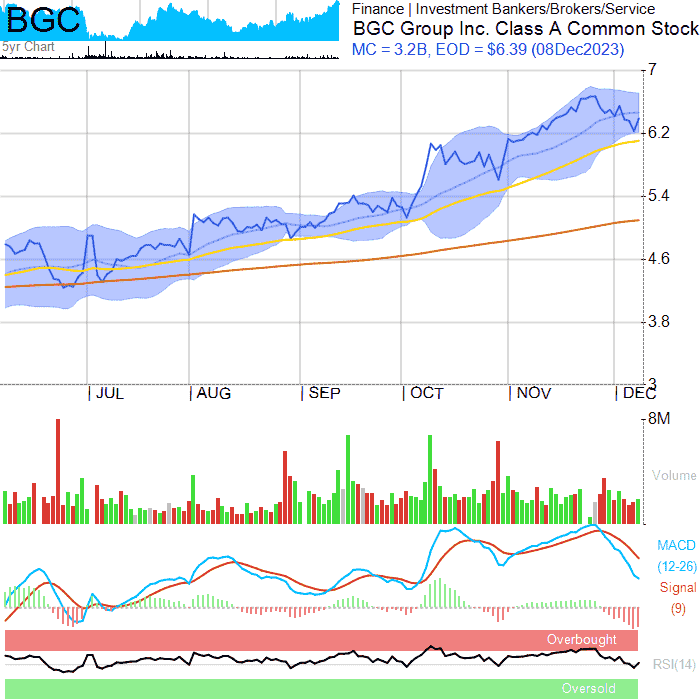 BGC
5yr Chart
Finance | Investment Bankers/Brokers/Service
BGC Group Inc. Class A Common Stock
MC = 3.2B, EOD = $6.39 (08Dec2023)
7
6.2
5.4
4.6
3.8
3
JUL AUG SEP OCT NOV DEC
8M
Volume
MACD
(12-26)
Signal
(9)
Overbought
RSI(14)
Oversold